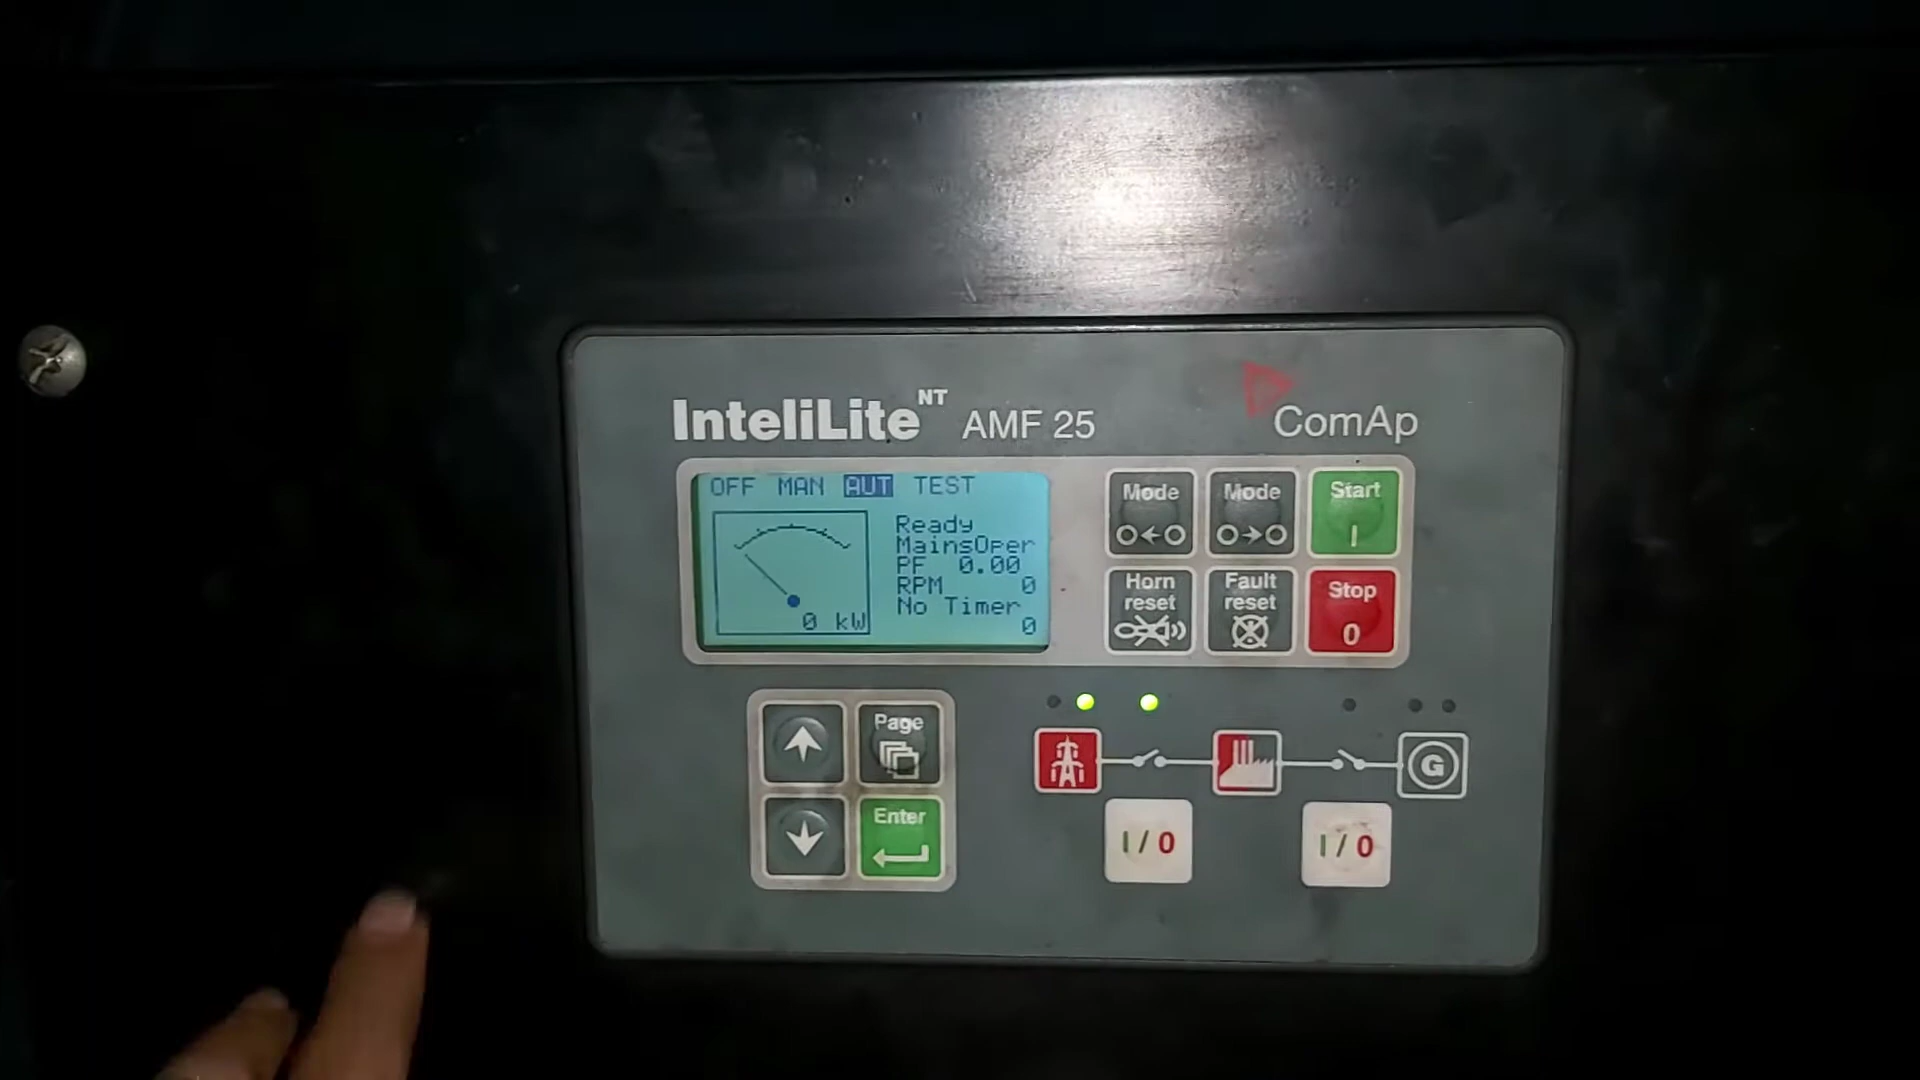 InteliLite NT AMF 25
ComAp
OFF MAN AUT TEST
Ready
MainsOper
PF 0.00
RPM 0
No Timer
0
0 kW
Mode
Mode
Start
I
Horn reset
Fault reset
Stop
0
Page
Enter
G
I/0
I/0